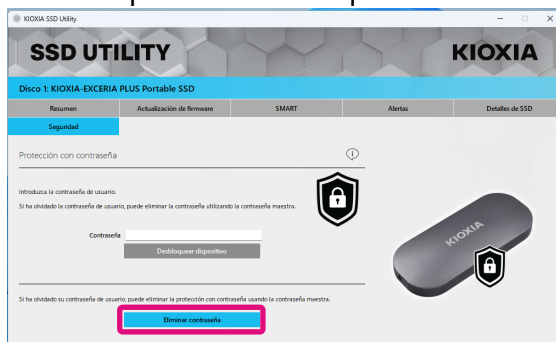 KIOXIA SSD Utility
SSD UTILITY
KIOXIA
Disco 1: KIOXIA-EXCERIA PLUS Portable SSD
Resumen
Actualización de firmware
SMART
Alertas
Detalles de SSD
Seguridad
Protección con contraseña
Introduzca la contraseña de usuario.
Si ha olvidado la contraseña de usuario, puede eliminar la contraseña utilizando la contraseña maestra.
Contraseña
Desbloquear dispositivo
KIOXIA
Si ha olvidado su contraseña de usuario, puede eliminar la protección con contraseña usando la contraseña maestra.
Eliminar contraseña